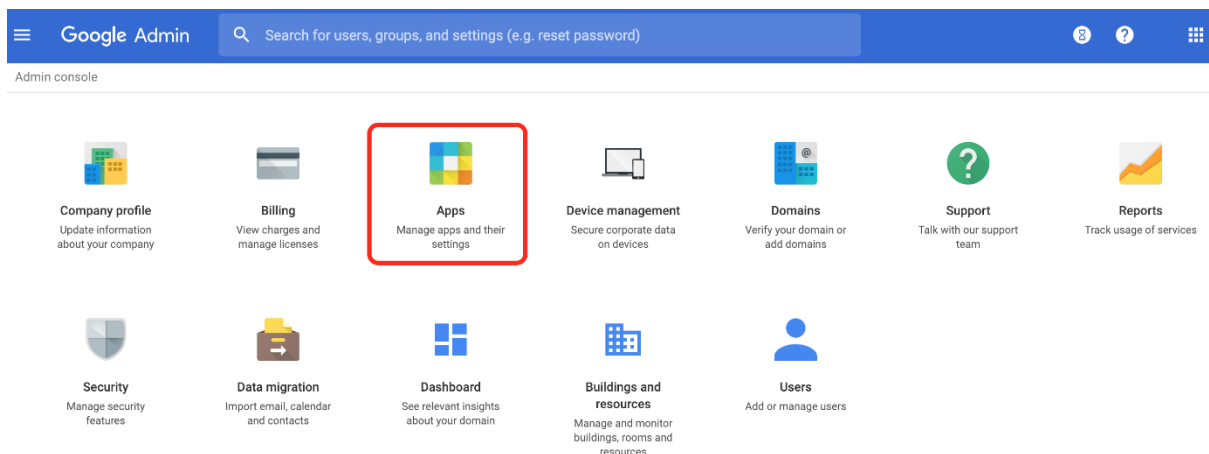 Google Admin
Search for users, groups, and settings (e.g. reset password)
?
Admin console
@
?
Company profile
Update information
about your company
Billing
View charges and
manage licenses
Apps
Manage apps and their
settings
Device management
Secure corporate data
on devices
Domains
Verify your domain or
add domains
Support
Talk with our support
team
Reports
Track usage of services
Security
Manage security
features
Data migration
Import email, calendar
and contacts
Dashboard
See relevant insights
about your domain
Buildings and
resources
Manage and monitor
buildings, rooms and
resources
Users
Add or manage users